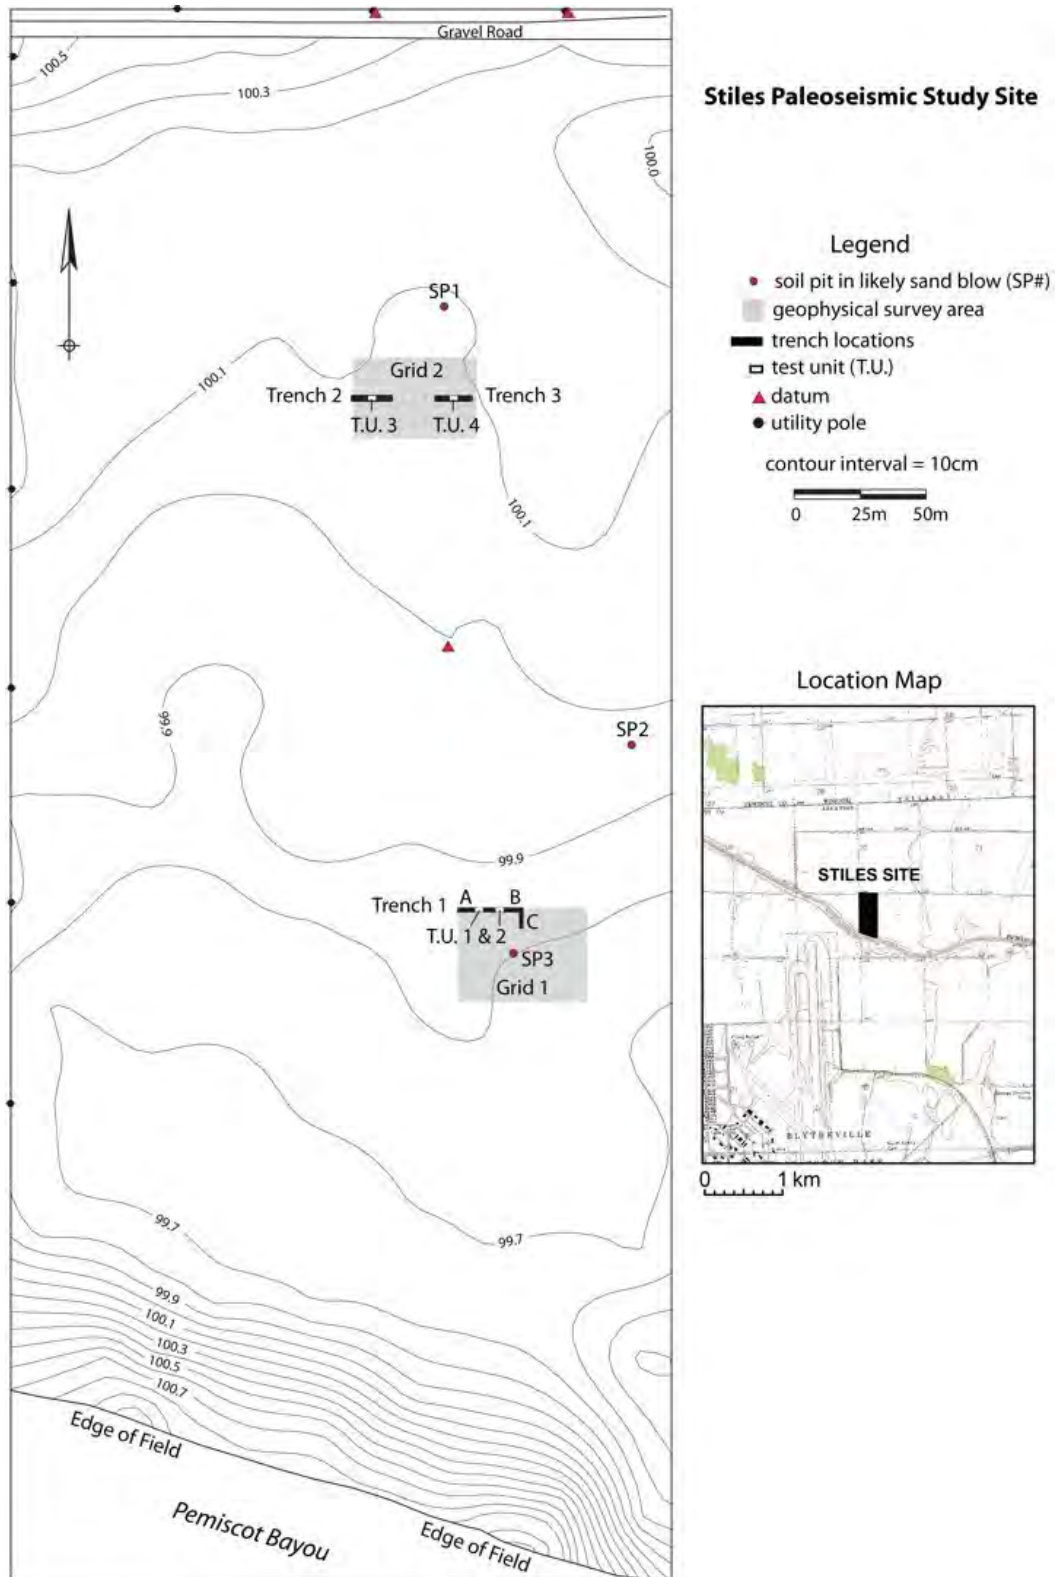 Gravel Road
100.5
100.3
100.0
SP1
100.1
Grid 2
Trench 2
Trench 3
T.U. 3
T.U. 4
100.1
99.9
SP2
99.9
Trench 1
A
B
C
T.U. 1 & 2
SP3
Grid 1
99.7
99.7
99.9
100.1
100.3
100.5
100.7
Edge of Field
Pemiscot Bayou
Edge of Field
Stiles Paleoseismic Study Site
Legend
soil pit in likely sand blow (SP#)
geophysical survey area
trench locations
test unit (T.U.)
datum
utility pole
contour interval = 10cm
0 25m 50m
Location Map
STILES SITE
BLYTHEVILLE
0 1 km